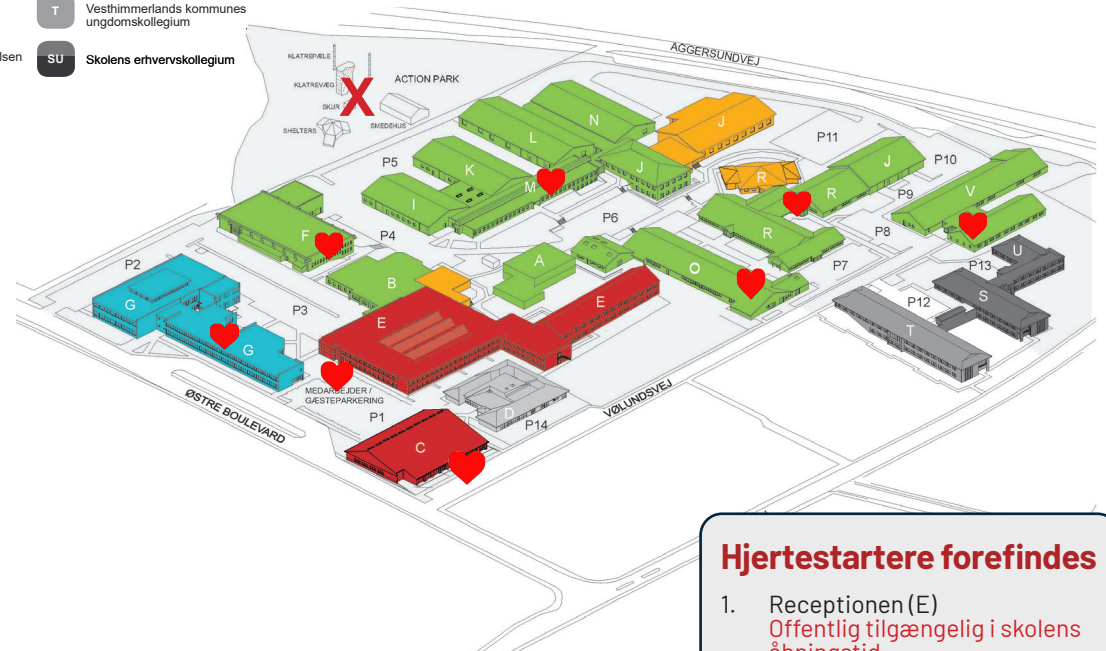 T
Vesthimmerlands kommunes
ungdomskollegium
lsen
SU
Skolens erhvervskollegium
AGGERSUNDVEJ
KLATREPÆLE
KLATREVÆG
ACTION PARK
X
SKUR
SMEDEHUS
SHELTERS
N
J
L
P11
P5
K
J
J
P10
M
R
R
P9
V
I
P6
P8
F
P4
R
U
P2
A
O
P7
P13
B
G
P3
E
E
P12
S
T
G
MEDARBEJDER /
GÆSTEPARKERING
D
VØLUNDSVEJ
ØSTRE BOULEVARD
P1
P14
C
Hjertestartere forefindes
1. Receptionen (E)
Offentlig tilgængelig i skolens
åbningstid